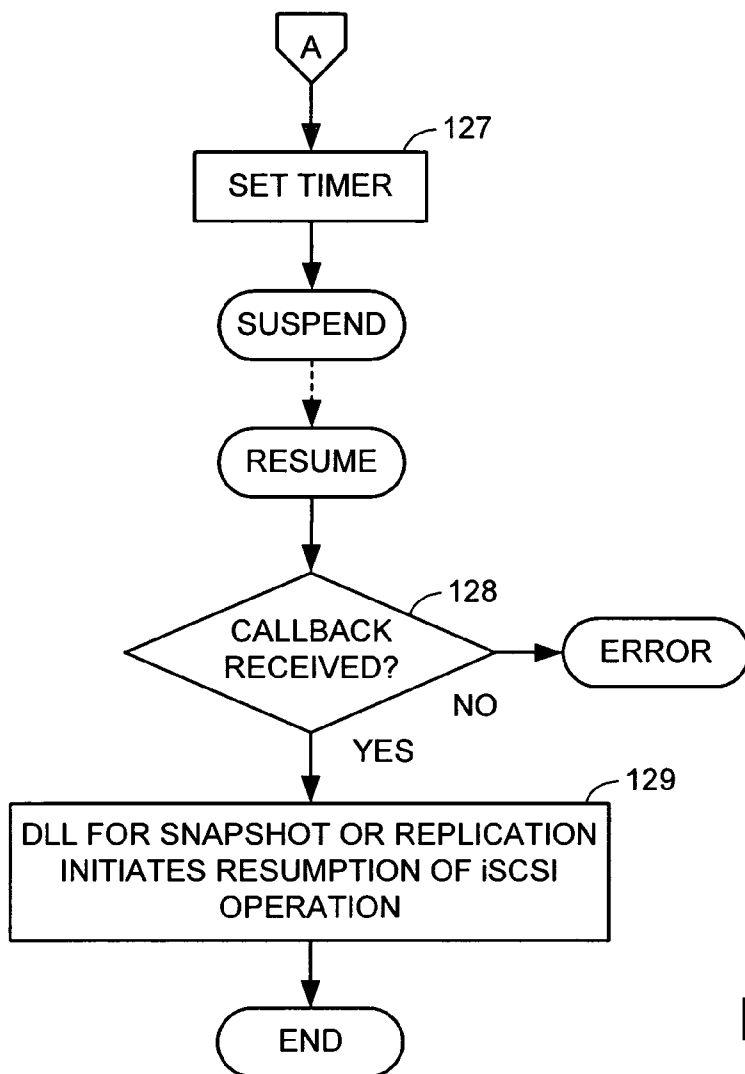 A
127
SET TIMER
SUSPEND
RESUME
128
CALLBACK
RECEIVED?
ERROR
NO
YES
129
DLL FOR SNAPSHOT OR REPLICATION
INITIATES RESUMPTION OF iSCSI
OPERATION
END